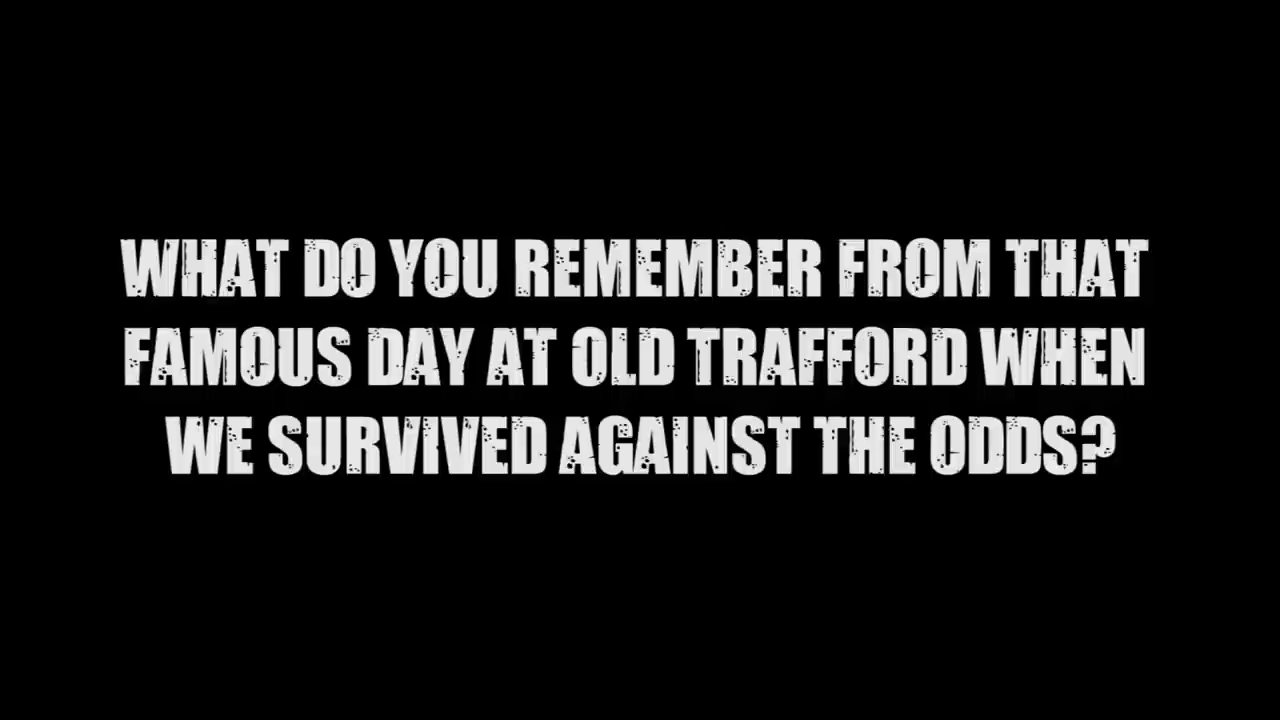 WHAT DO YOU REMEMBER FROM THAT
FAMOUS DAY AT OLD TRAFFORD WHEN
WE SURVIVED AGAINST THE ODDS?